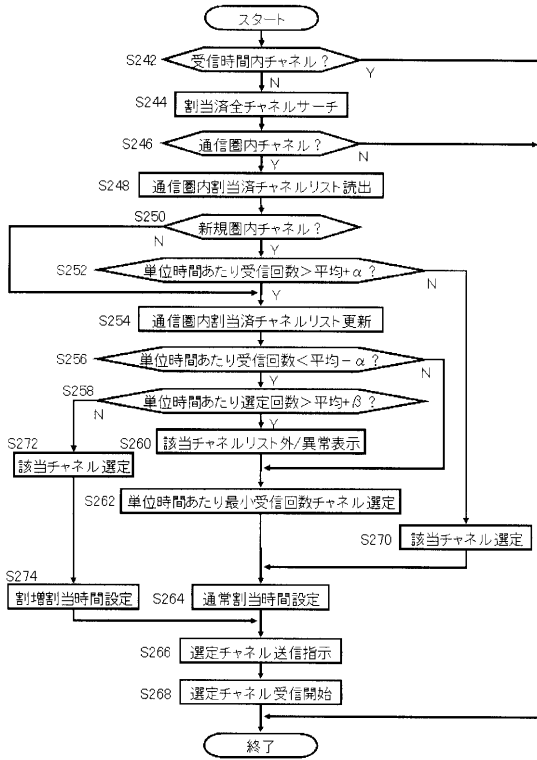 スタート
S242
受信時間内チャネル?
Y
N
S244
割当済全チャネルサーチ
S246
通信圏内チャネル?
N
Y
S248
通信圏内割当済チャネルリスト読出
S250
新規圏内チャネル?
N
Y
S252
単位時間あたり受信回数>平均+α?
N
Y
S254
通信圏内割当済チャネルリスト更新
S256
単位時間あたり受信回数<平均-α?
N
Y
S258
単位時間あたり選定回数>平均+β?
N
Y
S272
該当チャネル選定
S260
該当チャネルリスト外/異常表示
S262
単位時間あたり最小受信回数チャネル選定
S270
該当チャネル選定
S274
割増割当時間設定
S264
通常割当時間設定
S266
選定チャネル送信指示
S268
選定チャネル受信開始
終了